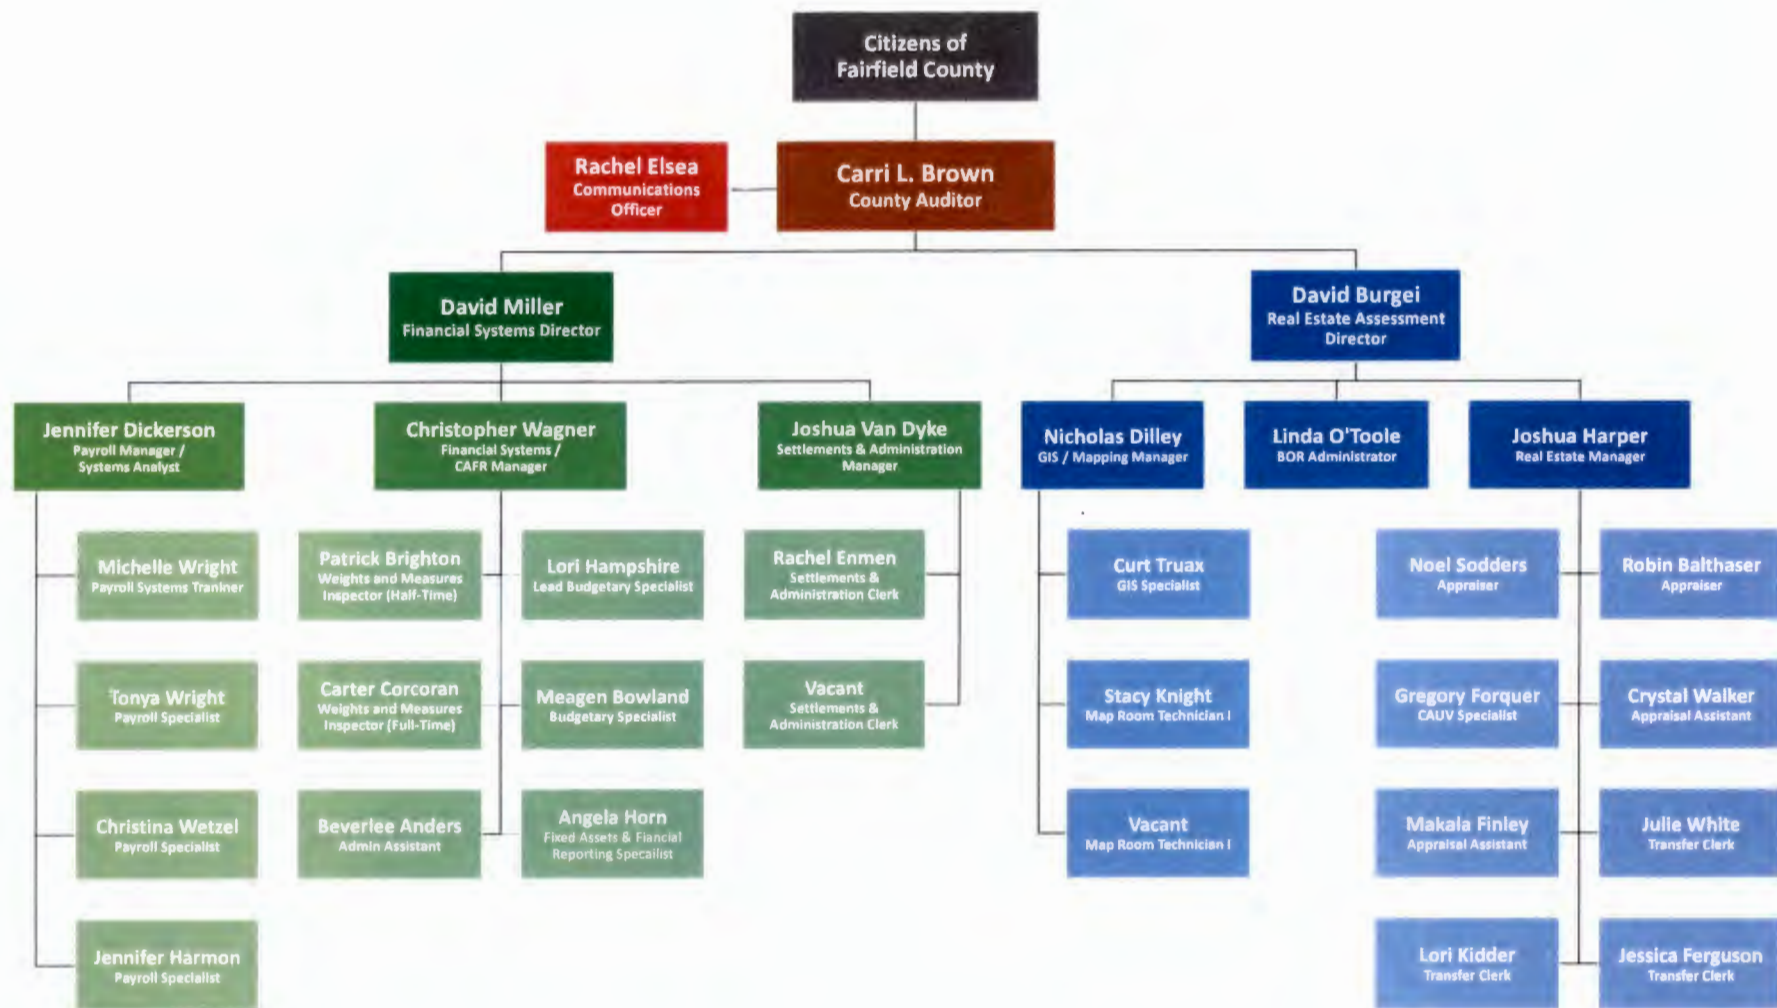 Citizens of
Fairfield County
Rachel Elsea
Communications
Officer
Carri L. Brown
County Auditor
David Miller
Financial Systems Director
David Burgei
Real Estate Assessment
Director
Jennifer Dickerson
Payroll Manager /
Systems Analyst
Christopher Wagner
Financial Systems /
CAFR Manager
Joshua Van Dyke
Settlements & Administration
Manager
Nicholas Dilley
GIS / Mapping Manager
Linda O'Toole
BOR Administrator
Joshua Harper
Real Estate Manager
Michelle Wright
Payroll Systems Traniner
Patrick Brighton
Weights and Measures
Inspector (Half-Time)
Lori Hampshire
Lead Budgetary Specialist
Rachel Enmen
Settlements &
Administration Clerk
Curt Truax
GIS Specialist
Noel Sodders
Appraiser
Robin Balthaser
Appraiser
Tonya Wright
Payroll Specialist
Carter Corcoran
Weights and Measures
Inspector (Full-Time)
Meagen Bowland
Budgetary Specialist
Vacant
Settlements &
Administration Clerk
Stacy Knight
Map Room Technician I
Gregory Forquer
CAUV Specialist
Crystal Walker
Appraisal Assistant
Christina Wetzel
Payroll Specialist
Beverlee Anders
Admin Assistant
Angela Horn
Fixed Assets & Fiancial
Reporting Specailist
Vacant
Map Room Technician I
Makala Finley
Appraisal Assistant
Julie White
Transfer Clerk
Jennifer Harmon
Payroll Specialist
Lori Kidder
Transfer Clerk
Jessica Ferguson
Transfer Clerk